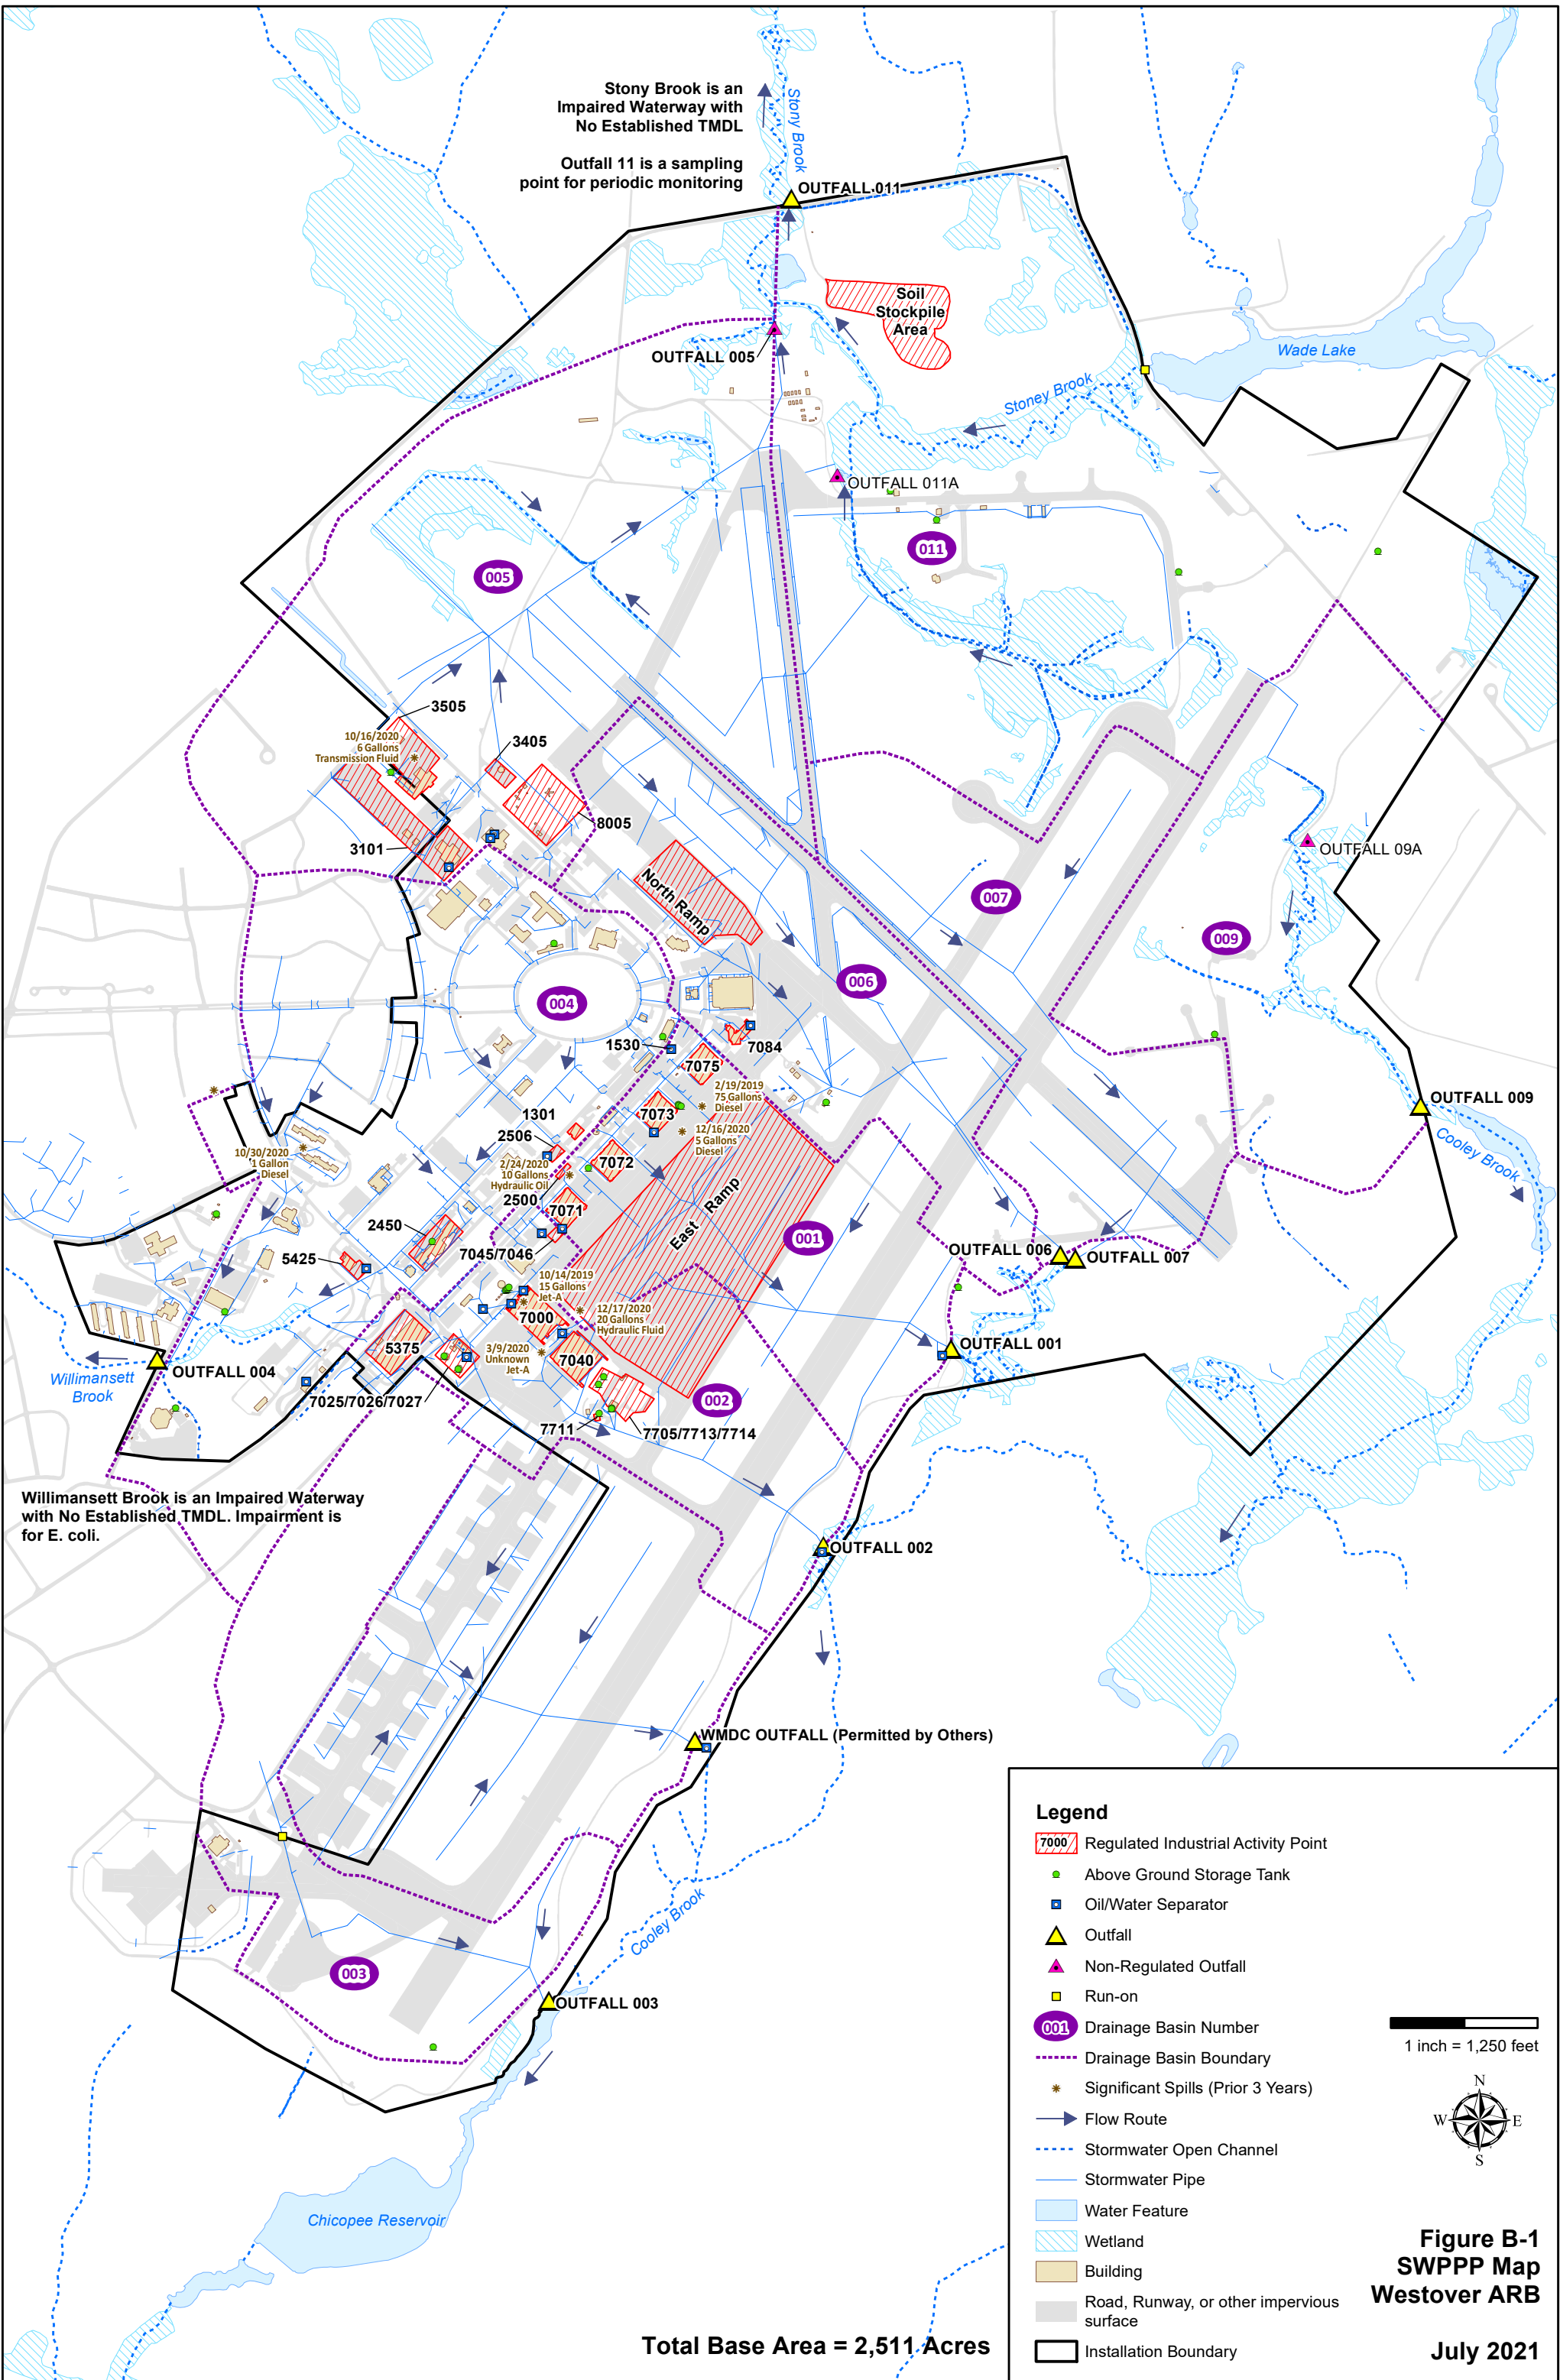 Stony Brook is an
Impaired Waterway with
No Established TMDL
Outfall 11 is a sampling
point for periodic monitoring
Stony Brook
OUTFALL 011
Soil
Stockpile
Area
OUTFALL 005
Wade Lake
Stoney Brook
OUTFALL 011A
011
005
3505
10/16/2020
6 Gallons
Transmission Fluid
3405
8005
3101
North Ramp
007
OUTFALL 09A
009
006
004
1530
7084
7075
2/19/2019
75 Gallons
Diesel
7073
12/16/2020
5 Gallons
Diesel
1301
2506
OUTFALL 009
Cooley Brook
10/30/2020
1 Gallon
Diesel
2/24/2020
10 Gallons
Hydraulic Oil
7072
2500
7071
East Ramp
001
2450
7045/7046
5425
OUTFALL 006
OUTFALL 007
10/14/2019
15 Gallons
Jet-A
7000
12/17/2020
20 Gallons
Hydraulic Fluid
OUTFALL 001
5375
3/9/2020
Unknown
Jet-A
7040
OUTFALL 004
Willimansett
Brook
7025/7026/7027
002
7711
7705/7713/7714
Willimansett Brook is an Impaired Waterway
with No Established TMDL. Impairment is
for E. coli.
OUTFALL 002
WMDC OUTFALL (Permitted by Others)
Cooley Brook
003
OUTFALL 003
Chicopee Reservoir
Total Base Area = 2,511 Acres
Legend
7000 Regulated Industrial Activity Point
Above Ground Storage Tank
Oil/Water Separator
Outfall
Non-Regulated Outfall
Run-on
001 Drainage Basin Number
Drainage Basin Boundary
Significant Spills (Prior 3 Years)
Flow Route
Stormwater Open Channel
Stormwater Pipe
Water Feature
Wetland
Building
Road, Runway, or other impervious
surface
Installation Boundary
1 inch = 1,250 feet
N
W E
S
Figure B-1
SWPPP Map
Westover ARB
July 2021